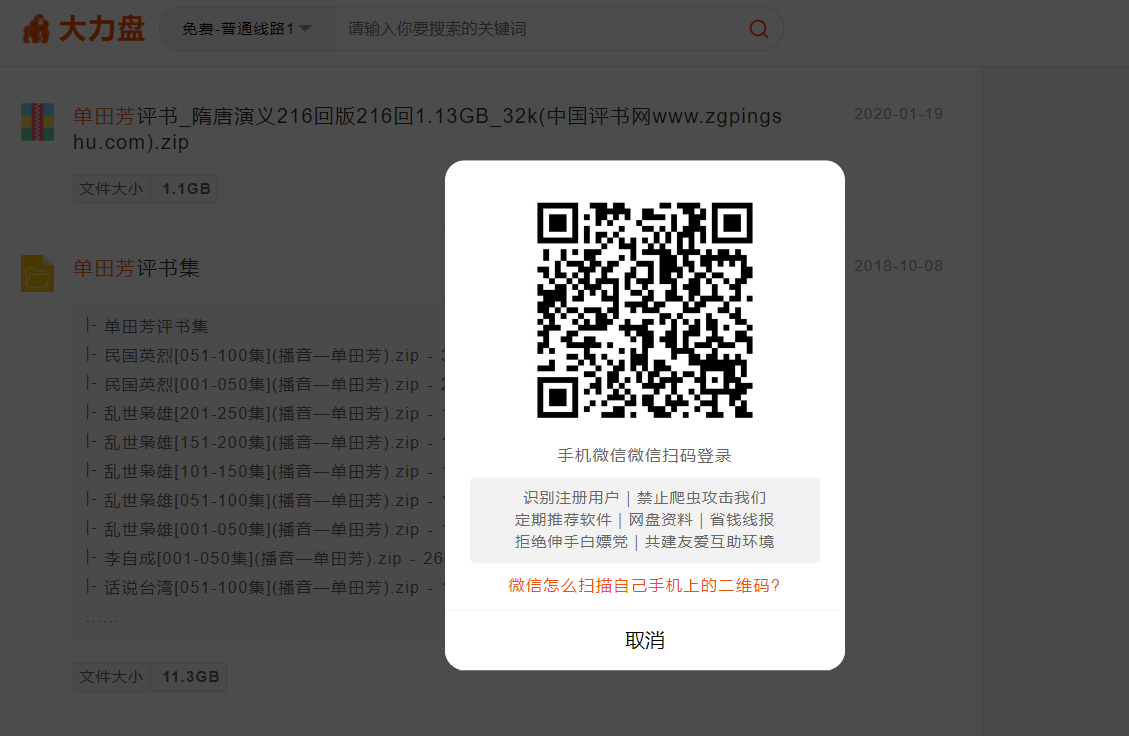 大力盘
免费-普通线路1
请输入你要搜索的关键词
单田芳评书_隋唐演义216回版216回1.13GB_32k(中国评书网www.zgpings
hu.com).zip
2020-01-19
文件大小 1.1GB
单田芳评书集
2018-10-08
|- 单田芳评书集
|- 民国英烈[051-100集](播音—单田芳).zip -
|- 民国英烈[001-050集](播音—单田芳).zip -
|- 乱世枭雄[201-250集](播音—单田芳).zip -
|- 乱世枭雄[151-200集](播音—单田芳).zip -
|- 乱世枭雄[101-150集](播音—单田芳).zip -
|- 乱世枭雄[051-100集](播音—单田芳).zip -
|- 乱世枭雄[001-050集](播音—单田芳).zip -
|- 李自成[001-050集](播音—单田芳).zip - 26
|- 话说台湾[051-100集](播音—单田芳).zip -
......
文件大小 11.3GB
手机微信微信扫码登录
识别注册用户 | 禁止爬虫攻击我们
定期推荐软件 | 网盘资料 | 省钱线报
拒绝伸手白嫖党 | 共建友爱互助环境
微信怎么扫描自己手机上的二维码?
取消